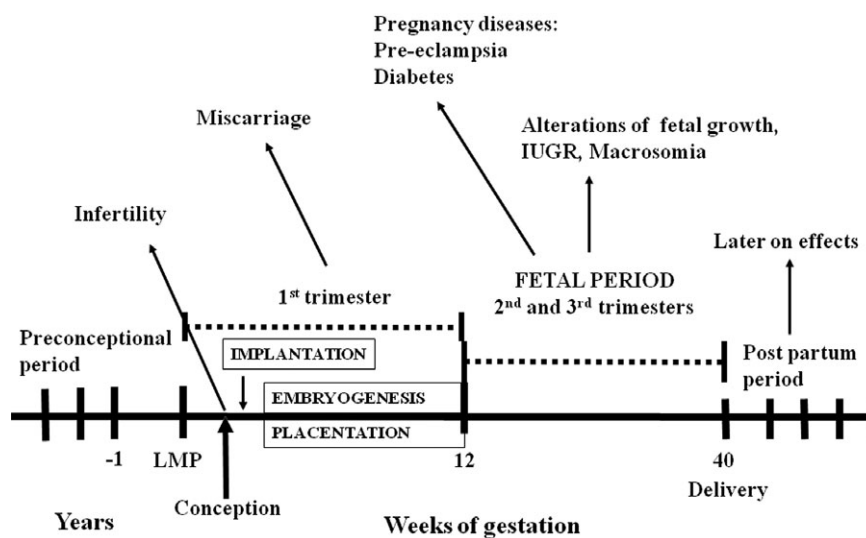 Pregnancy diseases:
Pre-eclampsia
Diabetes
Miscarriage
Alterations of fetal growth,
IUGR, Macrosomia
Infertility
Later on effects
1st trimester
FETAL PERIOD
2nd and 3rd trimesters
Preconceptional
period
IMPLANTATION
Post partum
period
EMBRYOGENESIS
PLACENTATION
-1
LMP
12
40
Delivery
Conception
Years
Weeks of gestation